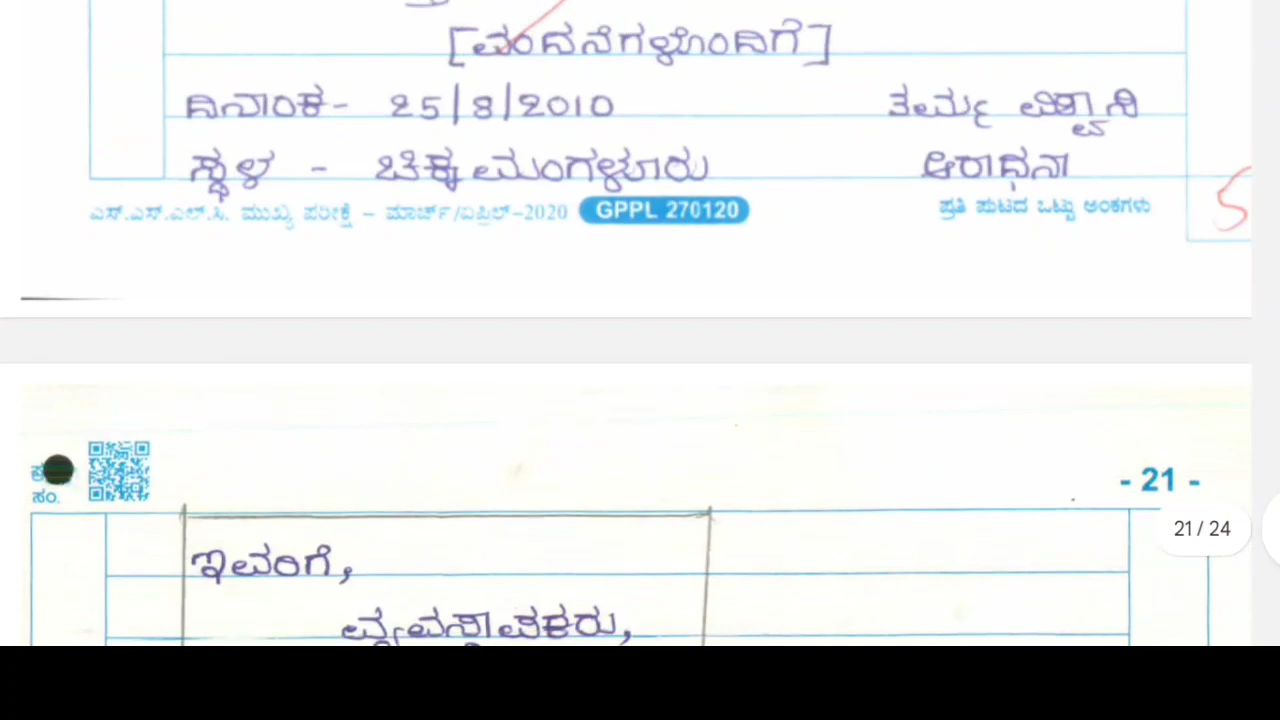 [ವಂದನೆಗಳೊಂದಿಗೆ]
ದಿನಾಂಕ- 25/8/2010 ತಮ್ಮ ವಿಶ್ವಾಸಿ
ಸ್ಥಳ - ಚಿಕ್ಕಮಂಗಳೂರು ಆರಾಧನಾ
ಎಸ್.ಎಸ್.ಎಲ್.ಸಿ. ಮುಖ್ಯ ಪರೀಕ್ಷೆ - ಮಾರ್ಚ್/ಏಪ್ರಿಲ್-2020 GPPL 270120 ಪ್ರತಿ ಪುಟದ ಒಟ್ಟು ಅಂಕಗಳು
5
ಸಂ.
- 21 -
21 / 24
ಇವರಿಗೆ,
ವ್ಯವಸ್ಥಾಪಕರು,